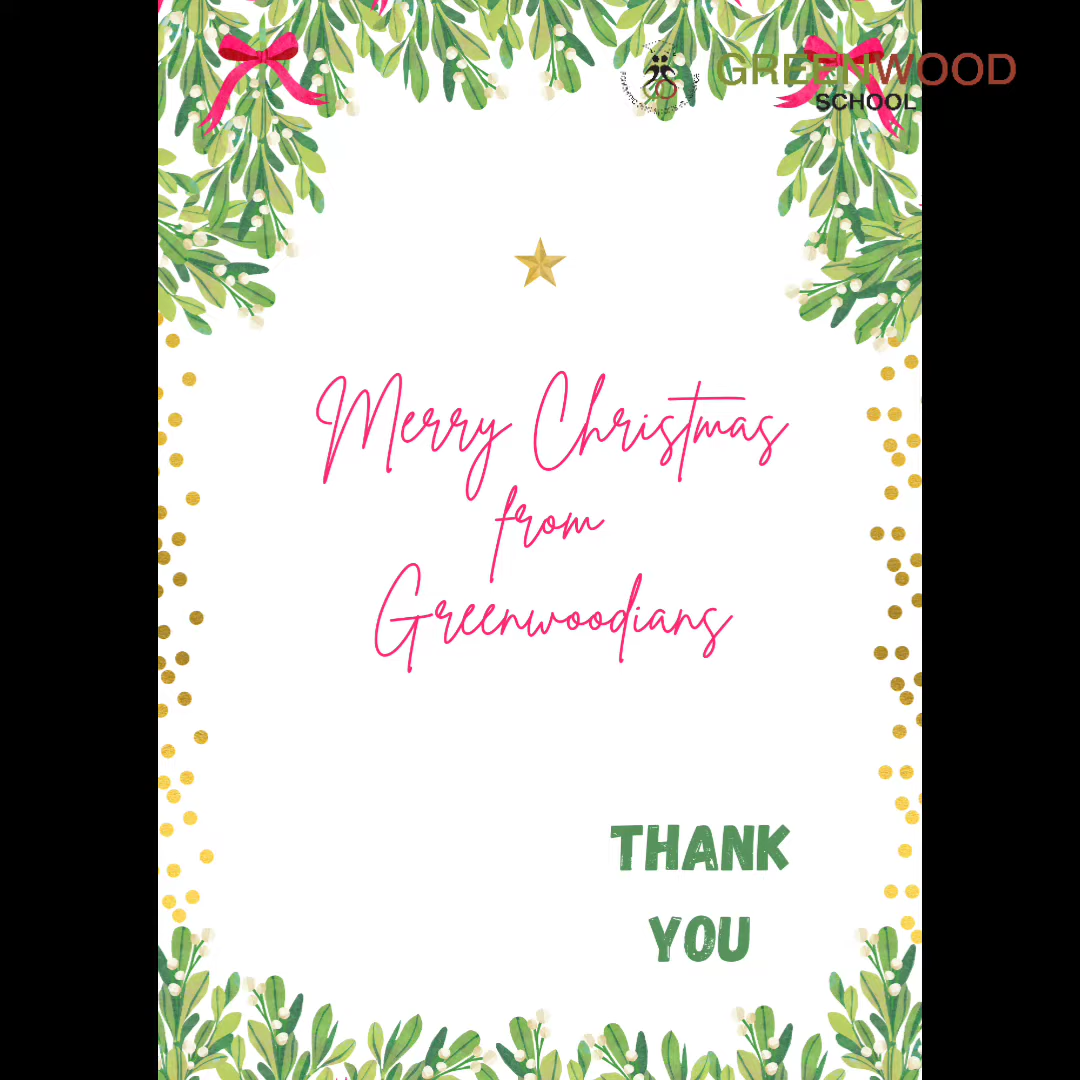 GREENWOOD
SCHOOL
Merry Christmas
from
Greenwoodians
THANK
YOU